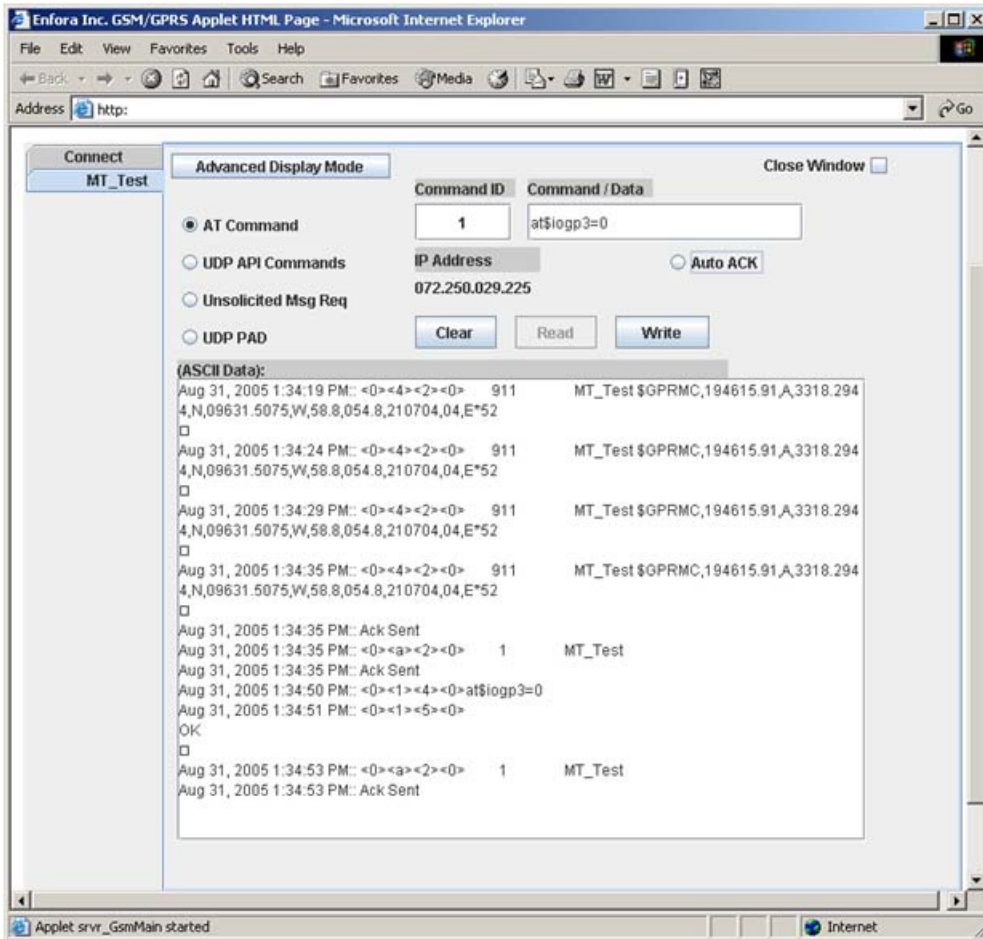 Enfora Inc. GSM/GPRS Applet HTML Page - Microsoft Internet Explorer
File Edit View Favorites Tools Help
Back Search Favorites Media
Address http: Go
Connect
MT_Test
Advanced Display Mode
Close Window
Command ID Command / Data
AT Command 1 at$iogp3=0
UDP API Commands IP Address Auto ACK
072.250.029.225
Unsolicited Msg Req
UDP PAD Clear Read Write
(ASCII Data):
Aug 31, 2005 1:34:19 PM:: <0><4><2><0> 911 MT_Test $GPRMC,194615.91,A,3318.294
4,N,09631.5075,W,58.8,054.8,210704,04,E*52
Aug 31, 2005 1:34:24 PM:: <0><4><2><0> 911 MT_Test $GPRMC,194615.91,A,3318.294
4,N,09631.5075,W,58.8,054.8,210704,04,E*52
Aug 31, 2005 1:34:29 PM:: <0><4><2><0> 911 MT_Test $GPRMC,194615.91,A,3318.294
4,N,09631.5075,W,58.8,054.8,210704,04,E*52
Aug 31, 2005 1:34:35 PM:: <0><4><2><0> 911 MT_Test $GPRMC,194615.91,A,3318.294
4,N,09631.5075,W,58.8,054.8,210704,04,E*52
Aug 31, 2005 1:34:35 PM:: Ack Sent
Aug 31, 2005 1:34:35 PM:: <0><a><2><0> 1 MT_Test
Aug 31, 2005 1:34:35 PM:: Ack Sent
Aug 31, 2005 1:34:50 PM:: <0><1><4><0>at$iogp3=0
Aug 31, 2005 1:34:51 PM:: <0><1><5><0>
OK
Aug 31, 2005 1:34:53 PM:: <0><a><2><0> 1 MT_Test
Aug 31, 2005 1:34:53 PM:: Ack Sent
Applet srvr_GsmMain started Internet